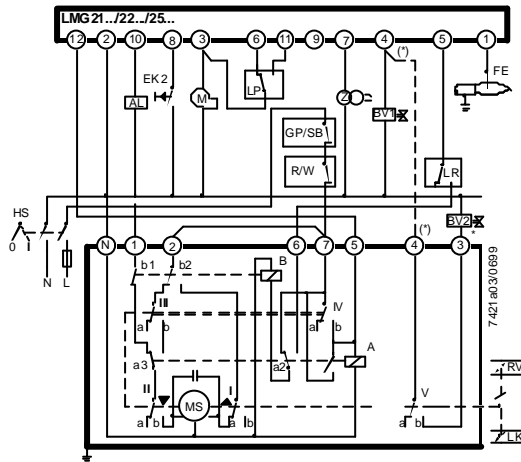 LMG21.../22.../25...
12 2 10 8 3 6 11 9 7 4 (*) 5 1
EK2
FE
AL
M
LP
Z
BV1
GP/SB
R/W
LR
HS
BV2
0 I
(*)
*
N L
N 1 2 6 7 5 4 3
b1 b2 B
III
a b
IV
a b
a3 a2 A
II
I
MS
V
a b a b a b
RV
LK
7421a03/0699